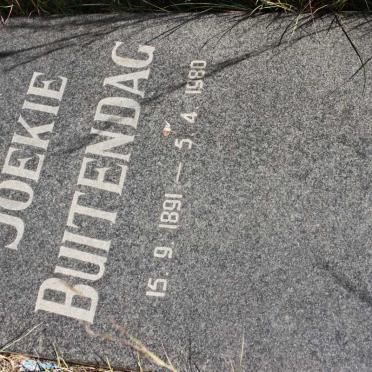 JOEKIE
BUITENDAG
15. 9. 1891 — 5. 4. 1980